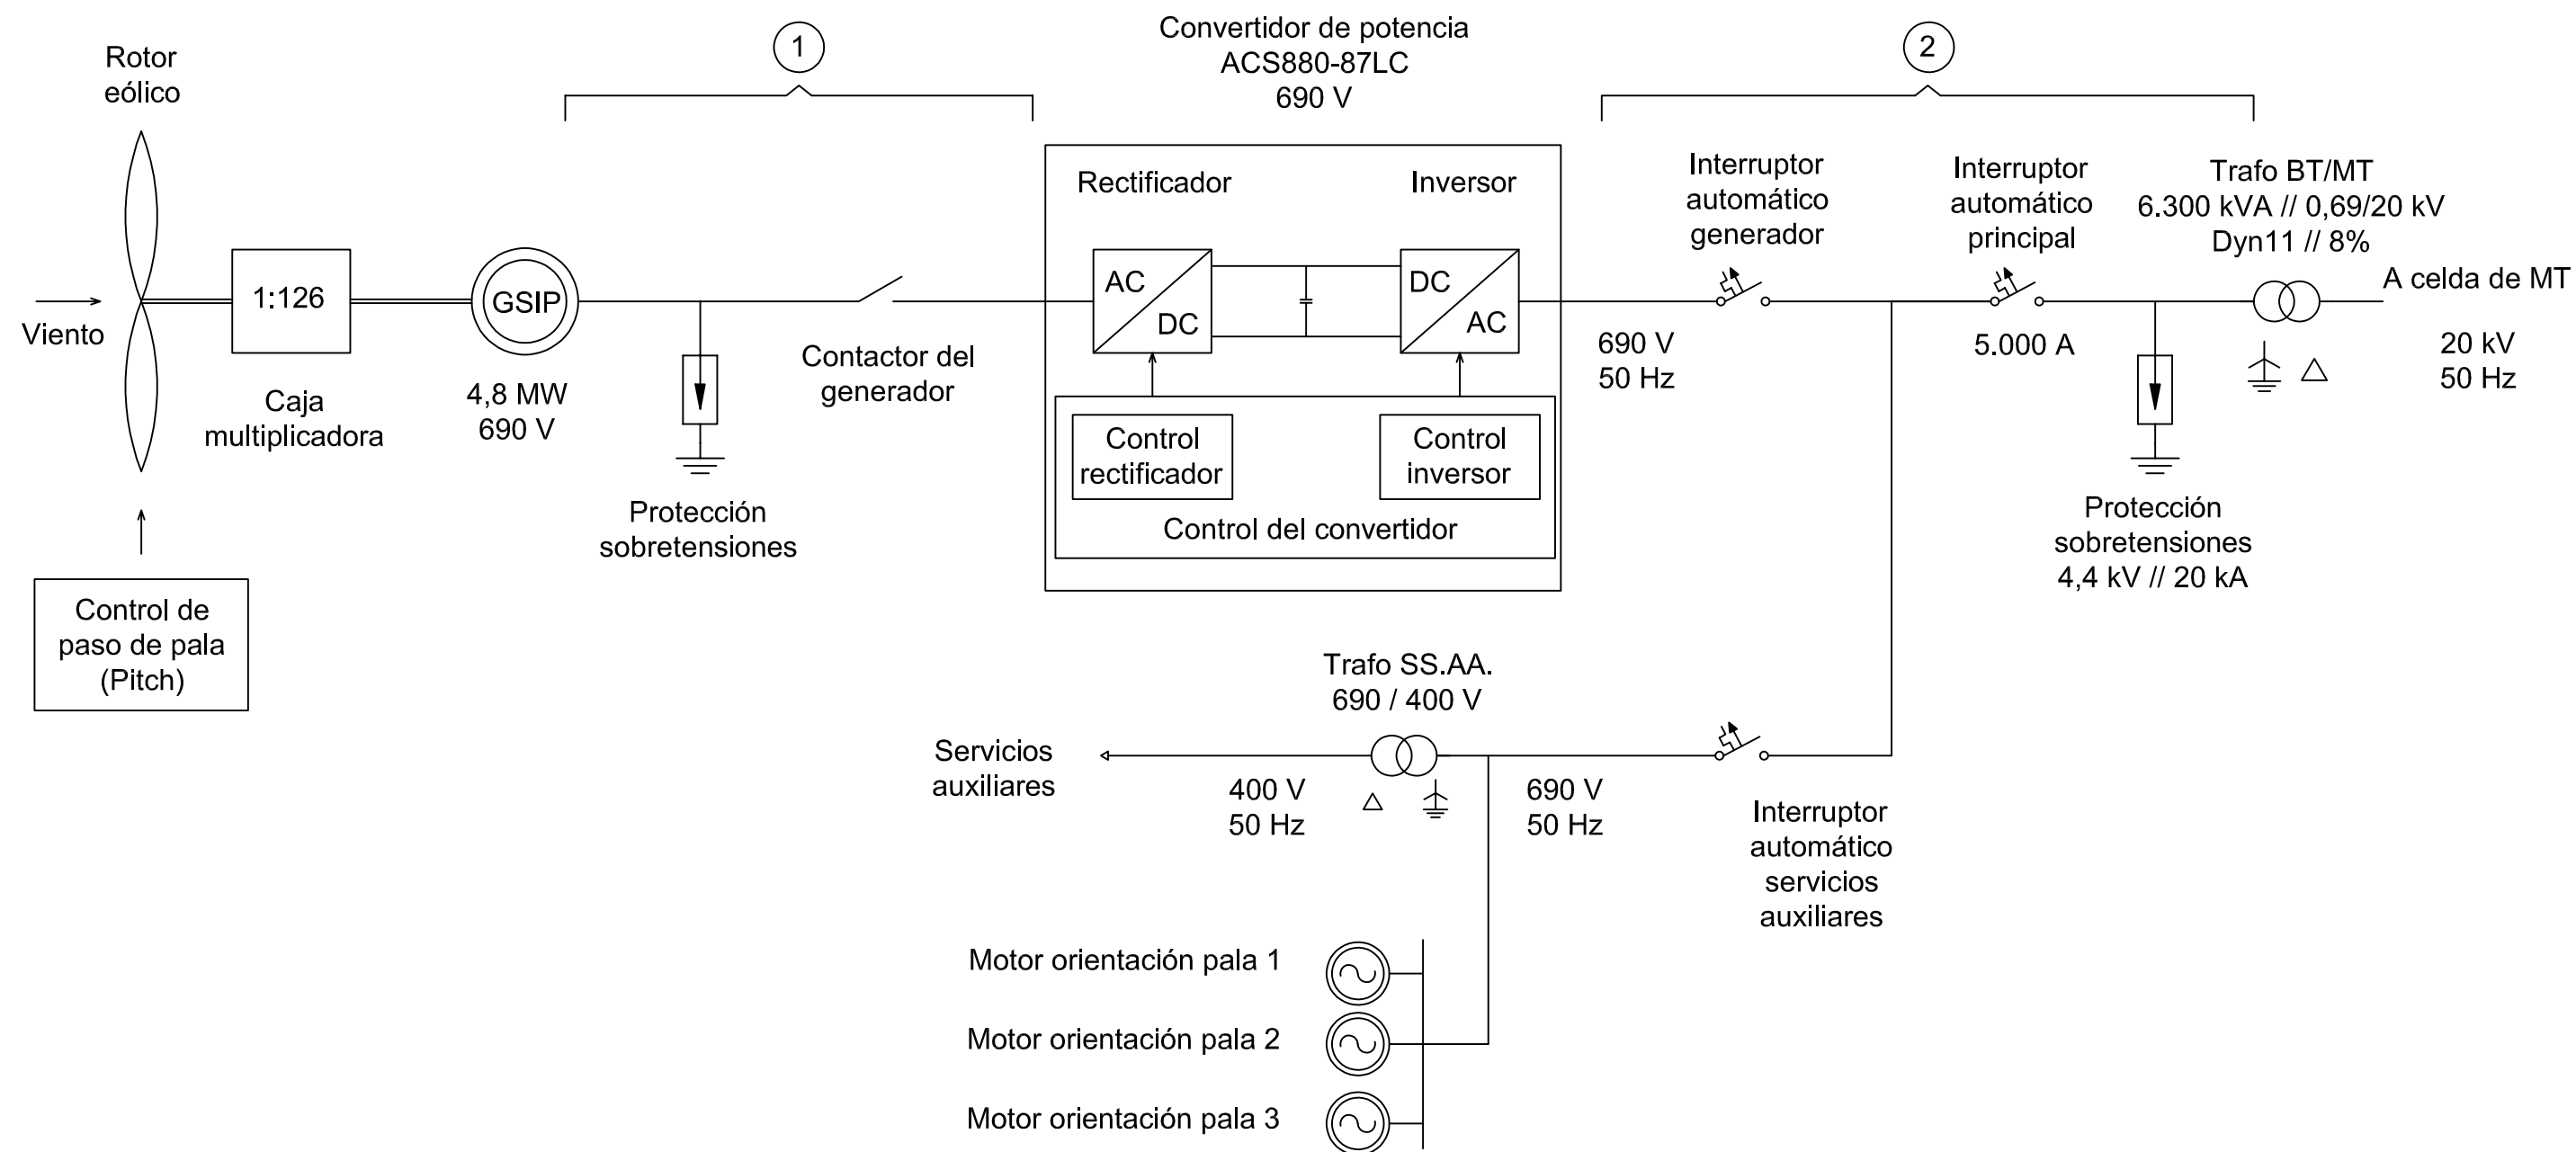 Rotor
eólico
1
Convertidor de potencia
ACS880-87LC
690 V
2
Rectificador
Inversor
Interruptor
automático
generador
Interruptor
automático
principal
Trafo BT/MT
6.300 kVA // 0,69/20 kV
Dyn11 // 8%
Viento
1:126
GSIP
AC
DC
DC
AC
A celda de MT
Caja
multiplicadora
4,8 MW
690 V
Contactor del
generador
690 V
50 Hz
5.000 A
20 kV
50 Hz
Protección
sobretensiones
Control
rectificador
Control
inversor
Control del convertidor
Protección
sobretensiones
4,4 kV // 20 kA
Control de
paso de pala
(Pitch)
Trafo SS.AA.
690 / 400 V
Servicios
auxiliares
400 V
50 Hz
690 V
50 Hz
Interruptor
automático
servicios
auxiliares
Motor orientación pala 1
Motor orientación pala 2
Motor orientación pala 3